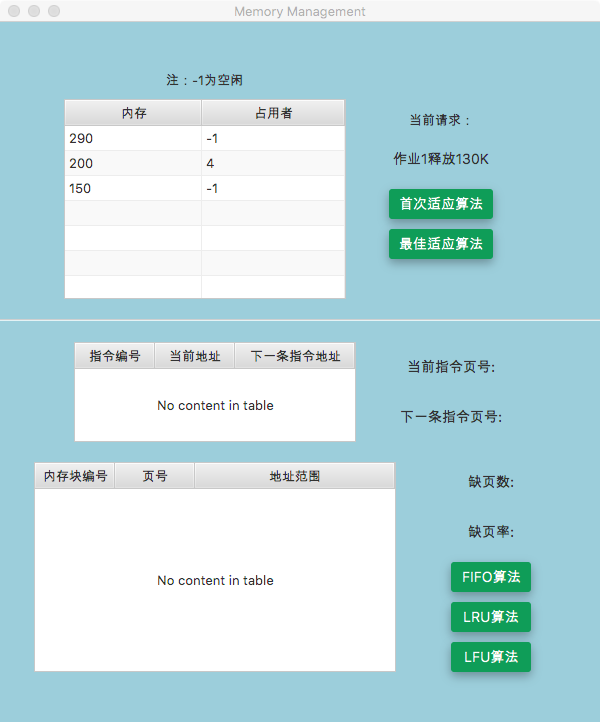 Memory Management
注：-1为空闲
内存 占用者
290 -1
200 4
150 -1
当前请求：
作业1释放130K
首次适应算法
最佳适应算法
指令编号 当前地址 下一条指令地址
No content in table
当前指令页号:
下一条指令页号:
内存块编号 页号 地址范围
No content in table
缺页数:
缺页率:
FIFO算法
LRU算法
LFU算法